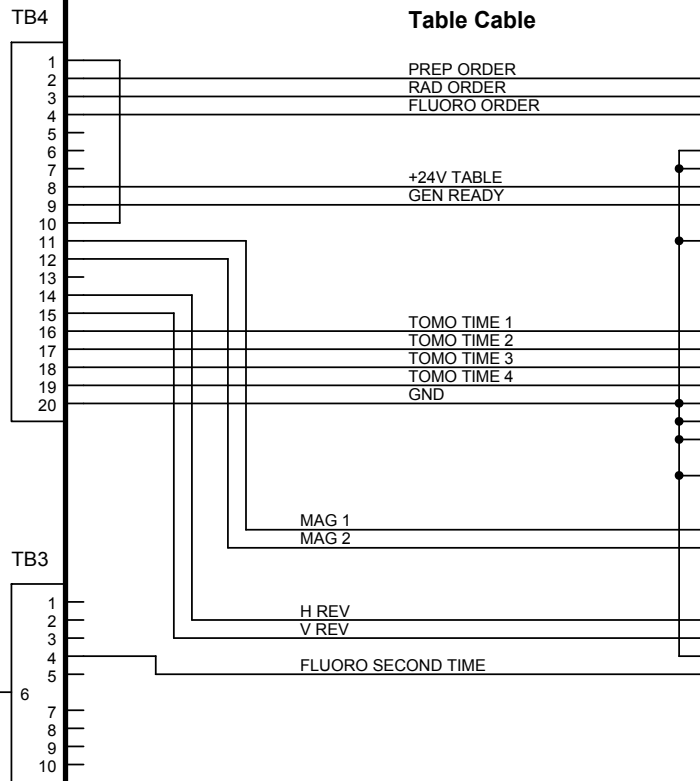 TB4
Table Cable
1
2 PREP ORDER
3 RAD ORDER
4 FLUORO ORDER
5
6
7
8 +24V TABLE
9 GEN READY
10
11
12
13
14
15
16 TOMO TIME 1
17 TOMO TIME 2
18 TOMO TIME 3
19 TOMO TIME 4
20 GND
MAG 1
MAG 2
TB3
1
2 H REV
3 V REV
4
5 FLUORO SECOND TIME
6
7
8
9
10